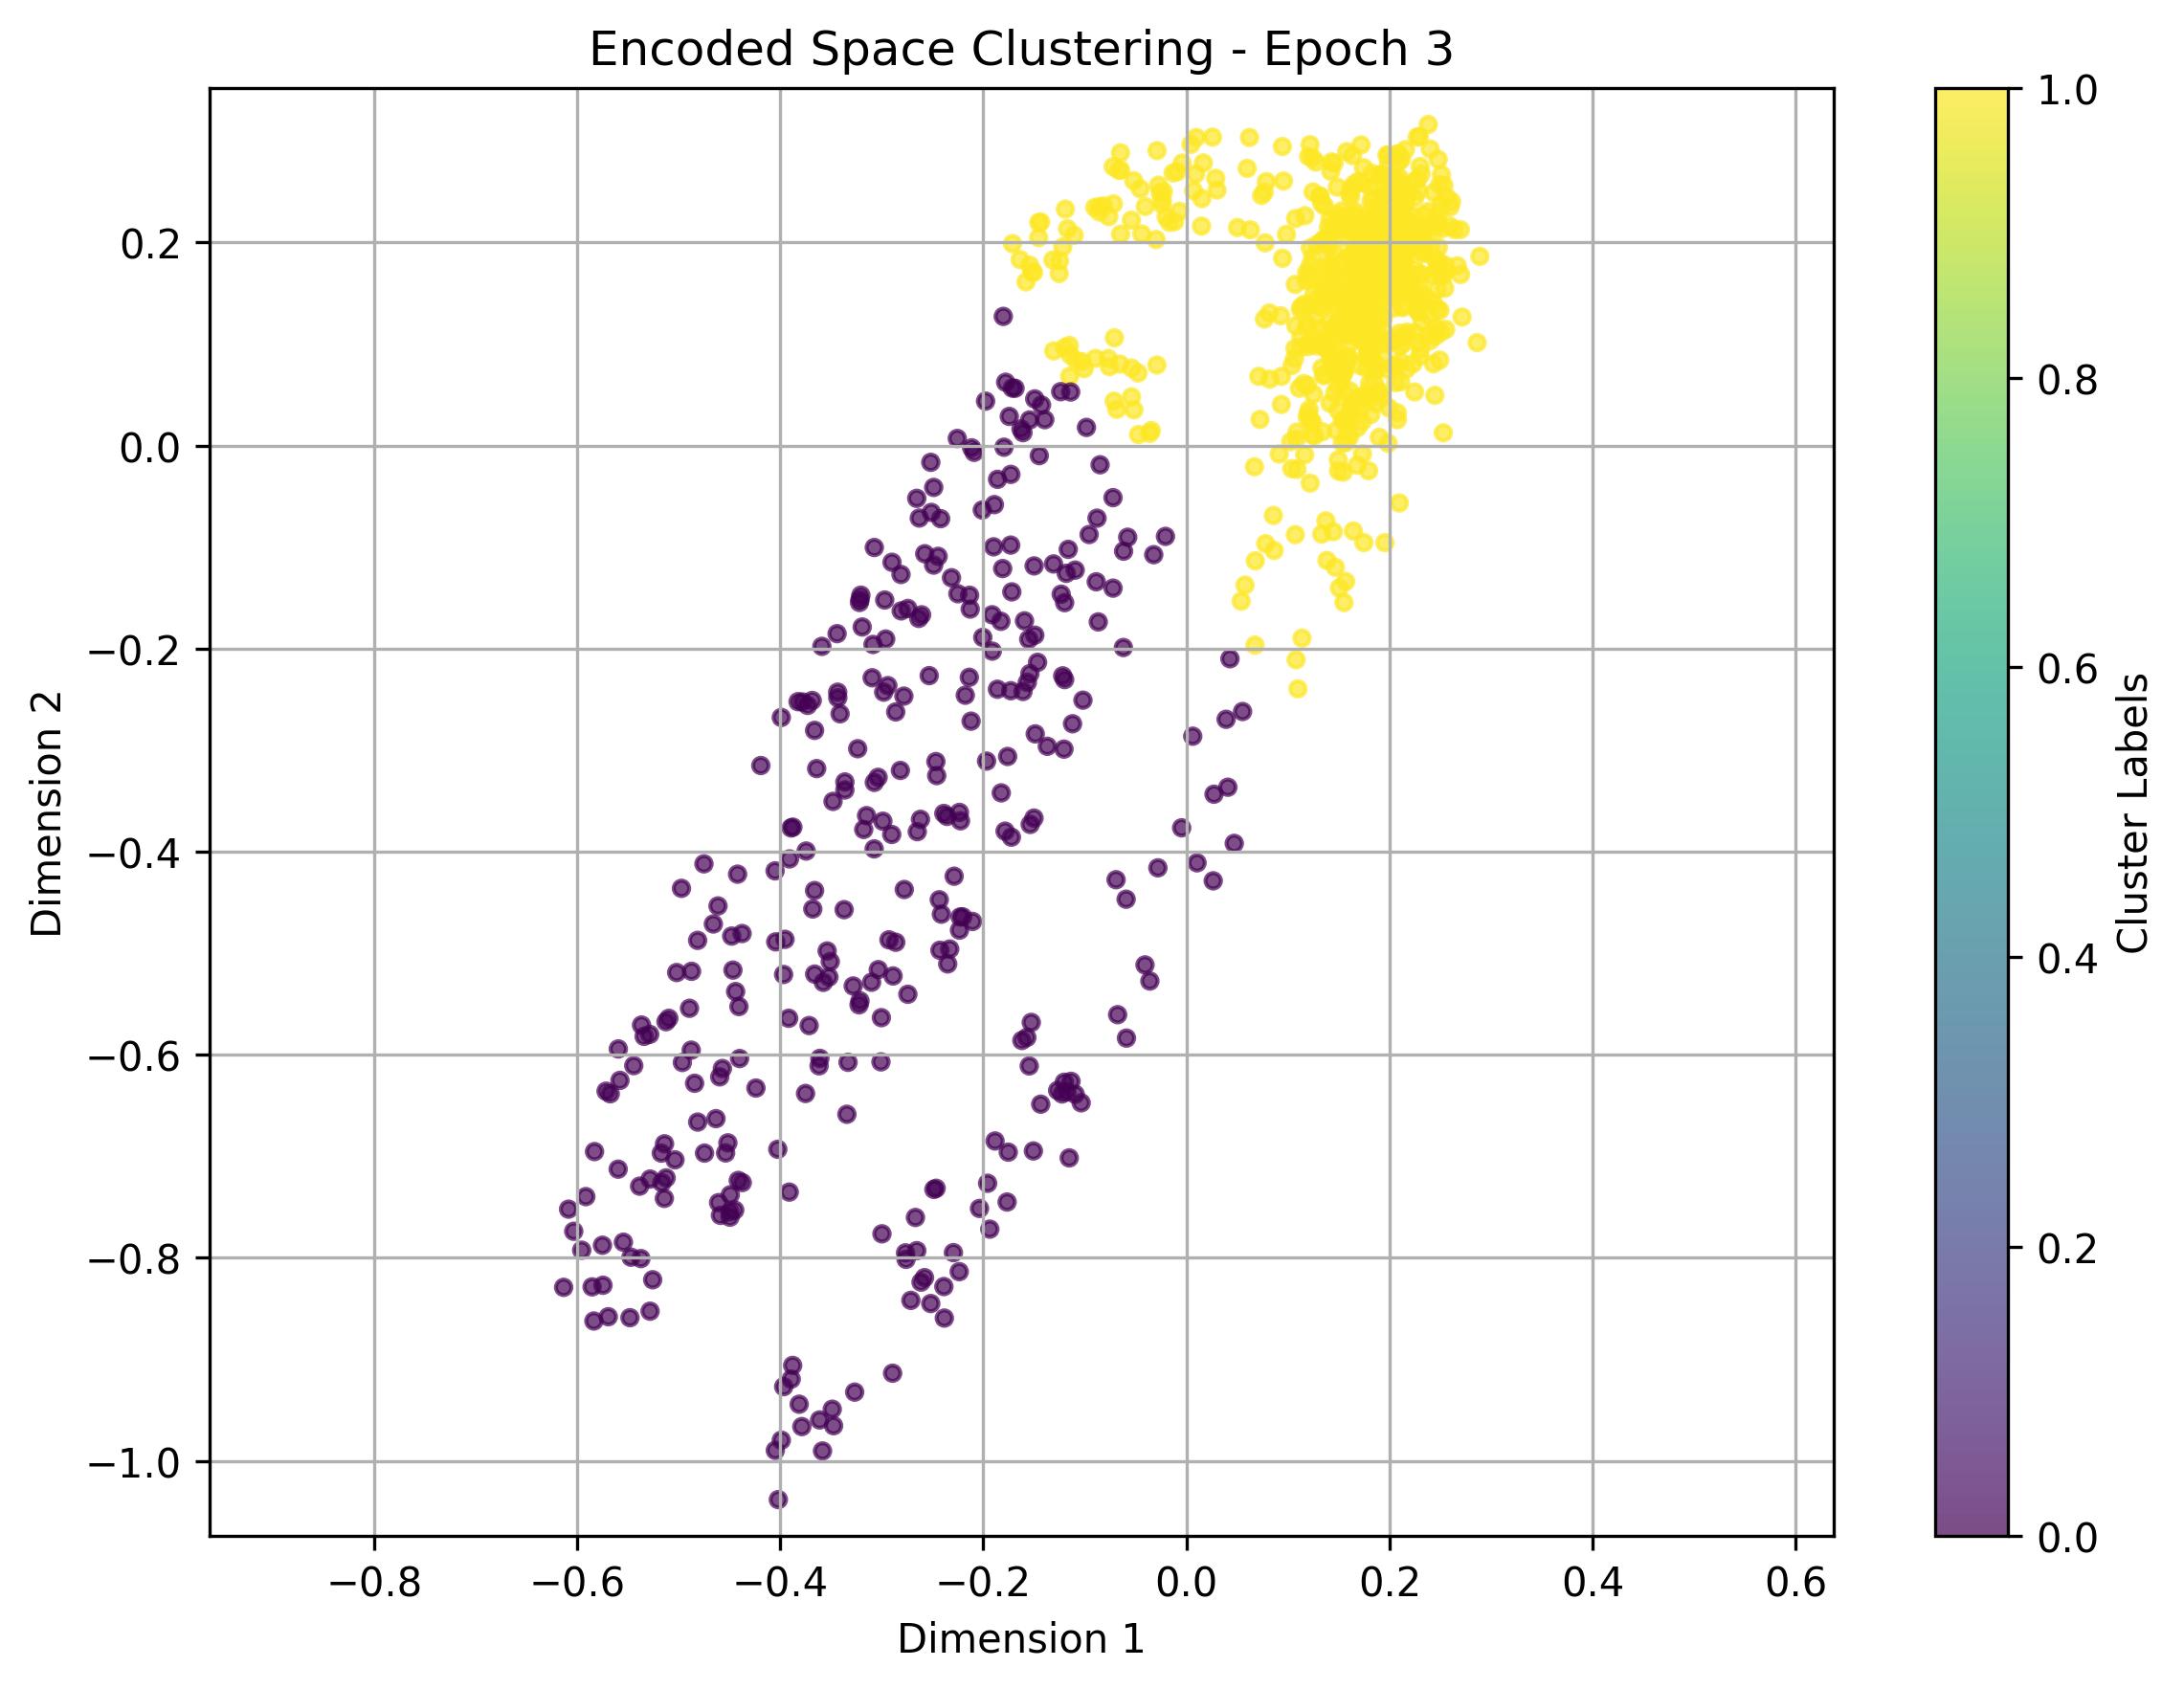 Encoded Space Clustering - Epoch 3
0.2
0.0
−0.2
−0.4
−0.6
−0.8
−1.0
Dimension 2
−0.8 −0.6 −0.4 −0.2 0.0 0.2 0.4 0.6
Dimension 1
1.0
0.8
0.6
0.4
0.2
0.0
Cluster Labels